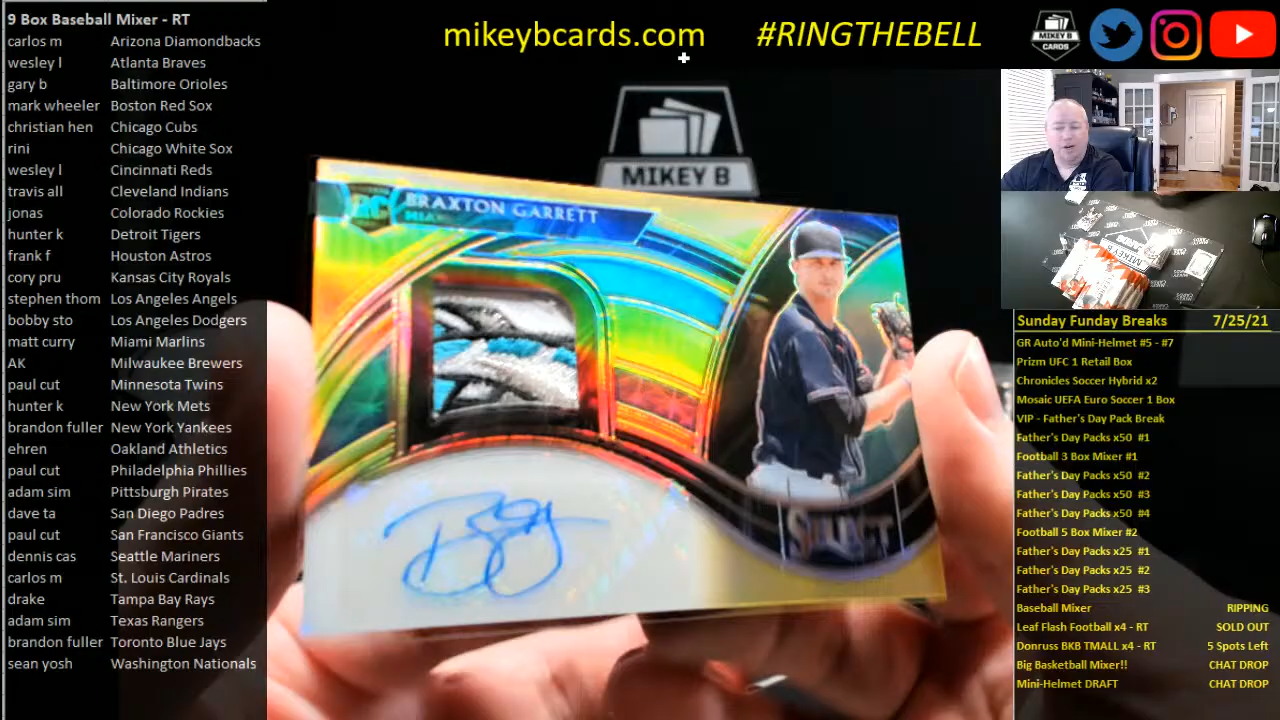 9 Box Baseball Mixer - RT
carlos m Arizona Diamondbacks
wesley l Atlanta Braves
gary b Baltimore Orioles
mark wheeler Boston Red Sox
christian hen Chicago Cubs
rini Chicago White Sox
wesley l Cincinnati Reds
travis all Cleveland Indians
jonas Colorado Rockies
hunter k Detroit Tigers
frank f Houston Astros
cory pru Kansas City Royals
stephen thom Los Angeles Angels
bobby sto Los Angeles Dodgers
matt curry Miami Marlins
AK Milwaukee Brewers
paul cut Minnesota Twins
hunter k New York Mets
brandon fuller New York Yankees
ehren Oakland Athletics
paul cut Philadelphia Phillies
adam sim Pittsburgh Pirates
dave ta San Diego Padres
paul cut San Francisco Giants
dennis cas Seattle Mariners
carlos m St. Louis Cardinals
drake Tampa Bay Rays
adam sim Texas Rangers
brandon fuller Toronto Blue Jays
sean yosh Washington Nationals
mikeybcards.com #RINGTHEBELL
MIKEY B
CARDS
MIKEY B
RC BRAXTON GARRETT
SELECT
MIKEY B
Sunday Funday Breaks 7/25/21
GR Auto'd Mini-Helmet #5 - #7
Prizm UFC 1 Retail Box
Chronicles Soccer Hybrid x2
Mosaic UEFA Euro Soccer 1 Box
VIP - Father's Day Pack Break
Father's Day Packs x50 #1
Football 3 Box Mixer #1
Father's Day Packs x50 #2
Father's Day Packs x50 #3
Father's Day Packs x50 #4
Football 5 Box Mixer #2
Father's Day Packs x25 #1
Father's Day Packs x25 #2
Father's Day Packs x25 #3
Baseball Mixer RIPPING
Leaf Flash Football x4 - RT SOLD OUT
Donruss BKB TMALL x4 - RT 5 Spots Left
Big Basketball Mixer!! CHAT DROP
Mini-Helmet DRAFT CHAT DROP